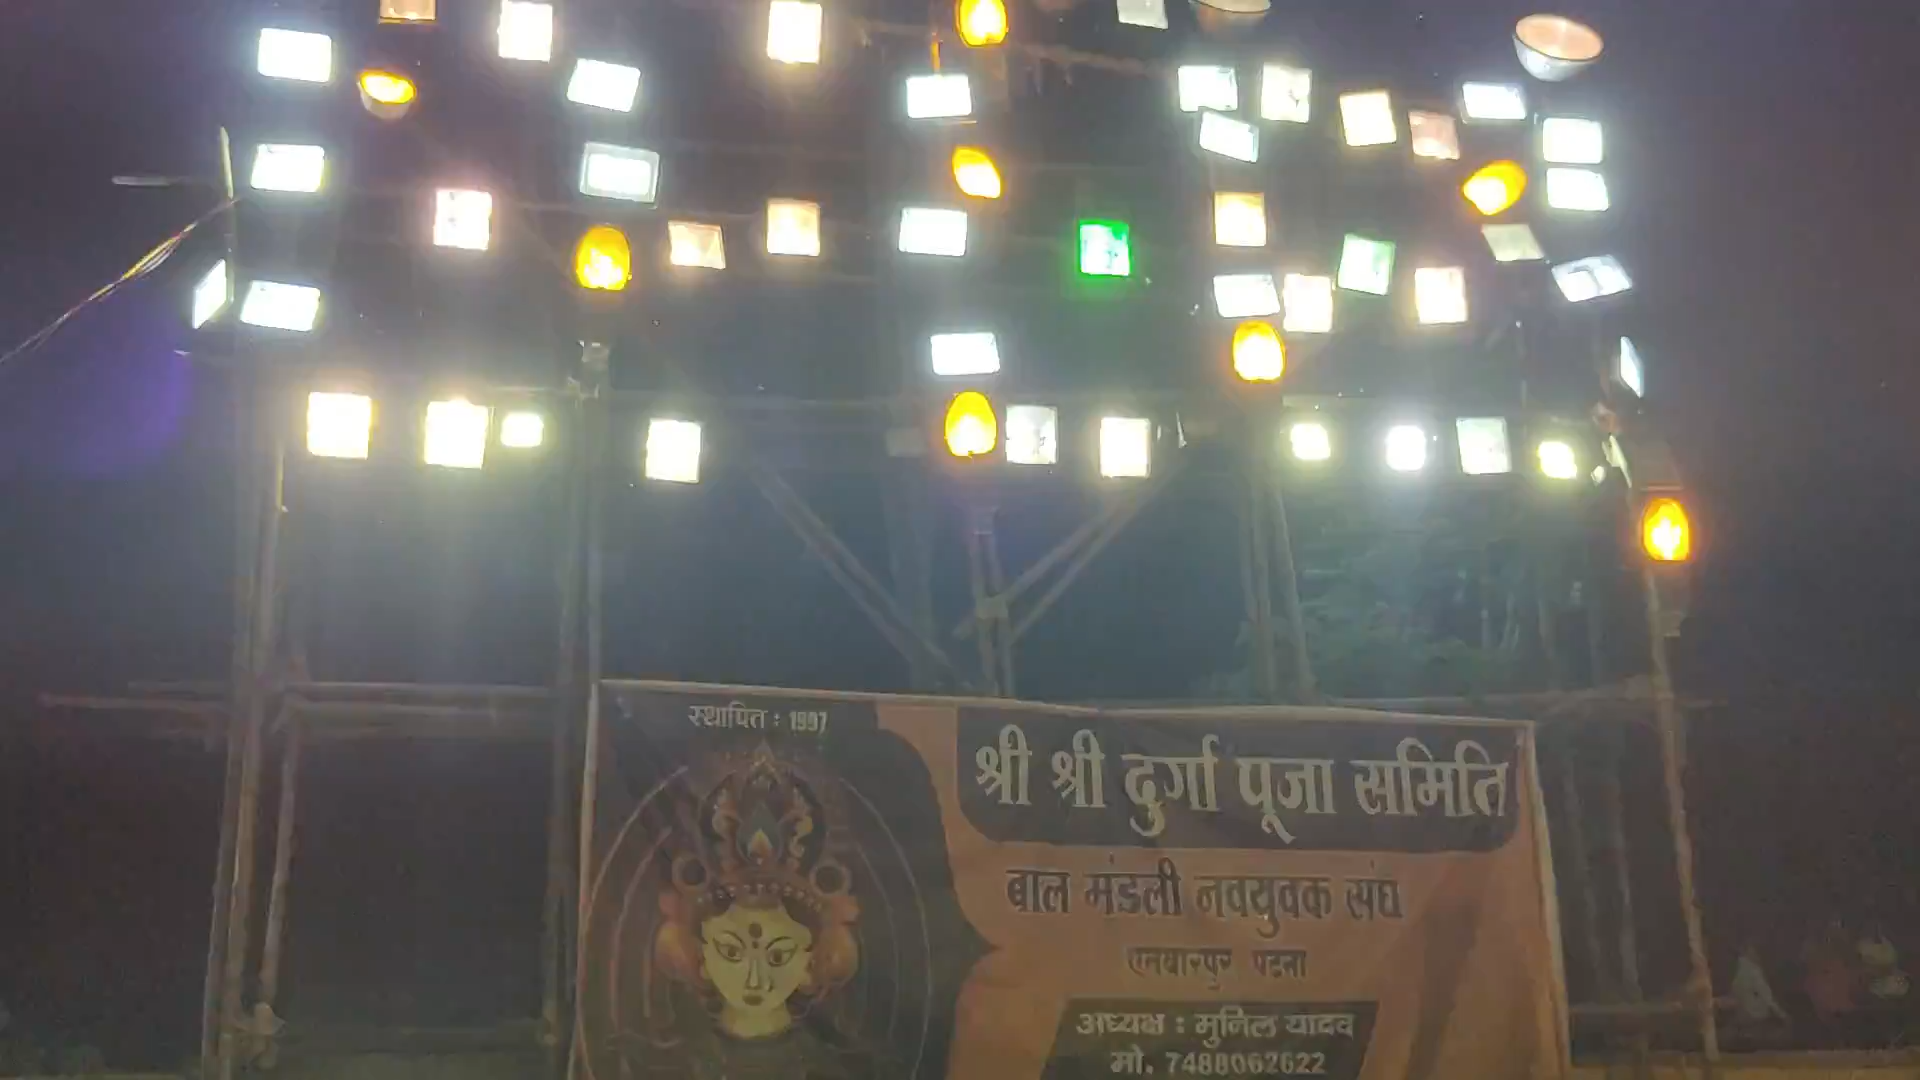 स्थापित : 1997
श्री श्री दुर्गा पूजा समिति
बाल मंडली नवयुवक संघ
पटना
अध्यक्ष : मुनिल यादव
मो. 7488062622